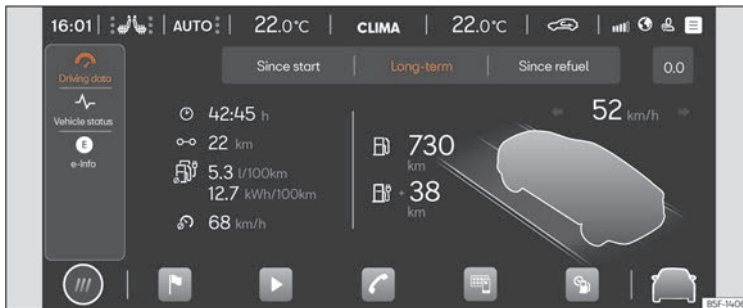 16:01 AUTO 22.0°C CLIMA 22.0°C
Since start Long-term Since refuel 0.0
Driving data
Vehicle status
E
e-Info
42:45 h
22 km
5.3 l/100km
12.7 kWh/100km
68 km/h
730
km
+38
km
52 km/h
B5F-1406